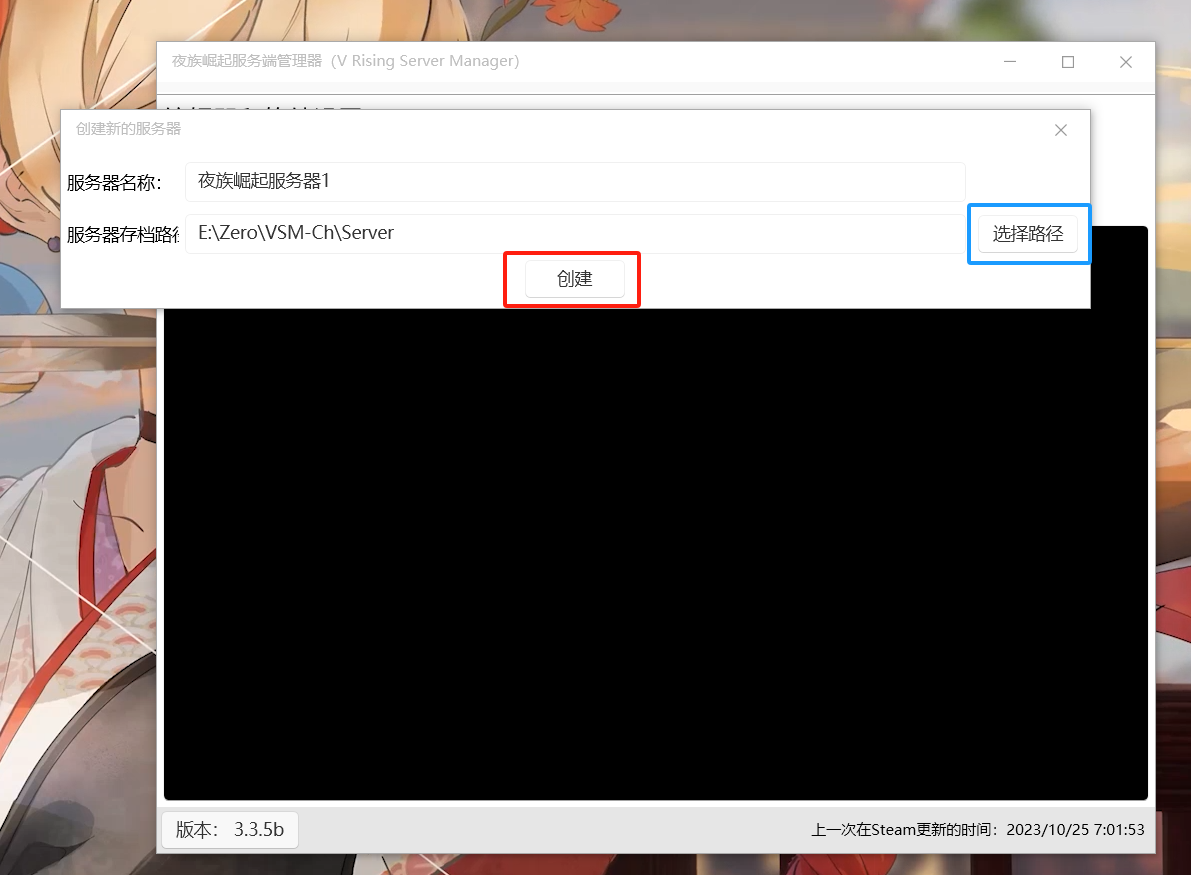 夜族崛起服务端管理器（V Rising Server Manager）
创建新的服务器
服务器名称：
夜族崛起服务器1
服务器存档路径
E:\Zero\VSM-Ch\Server
选择路径
创建
版本： 3.3.5b
上一次在Steam更新的时间：2023/10/25 7:01:53